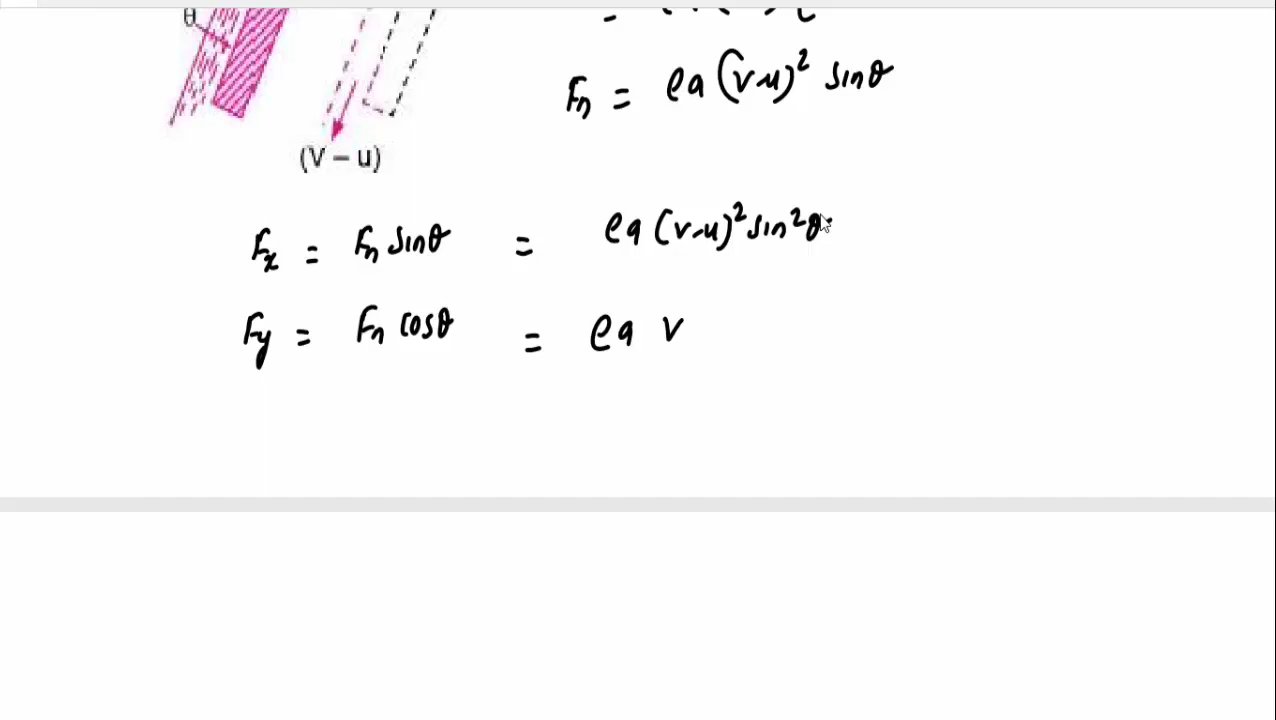 θ
=
Fn = ρa (v-u)² sinθ
(V – u)
Fx = Fn sinθ = ρa (v-u)² sin²θ
Fy = Fn cosθ = ρa v